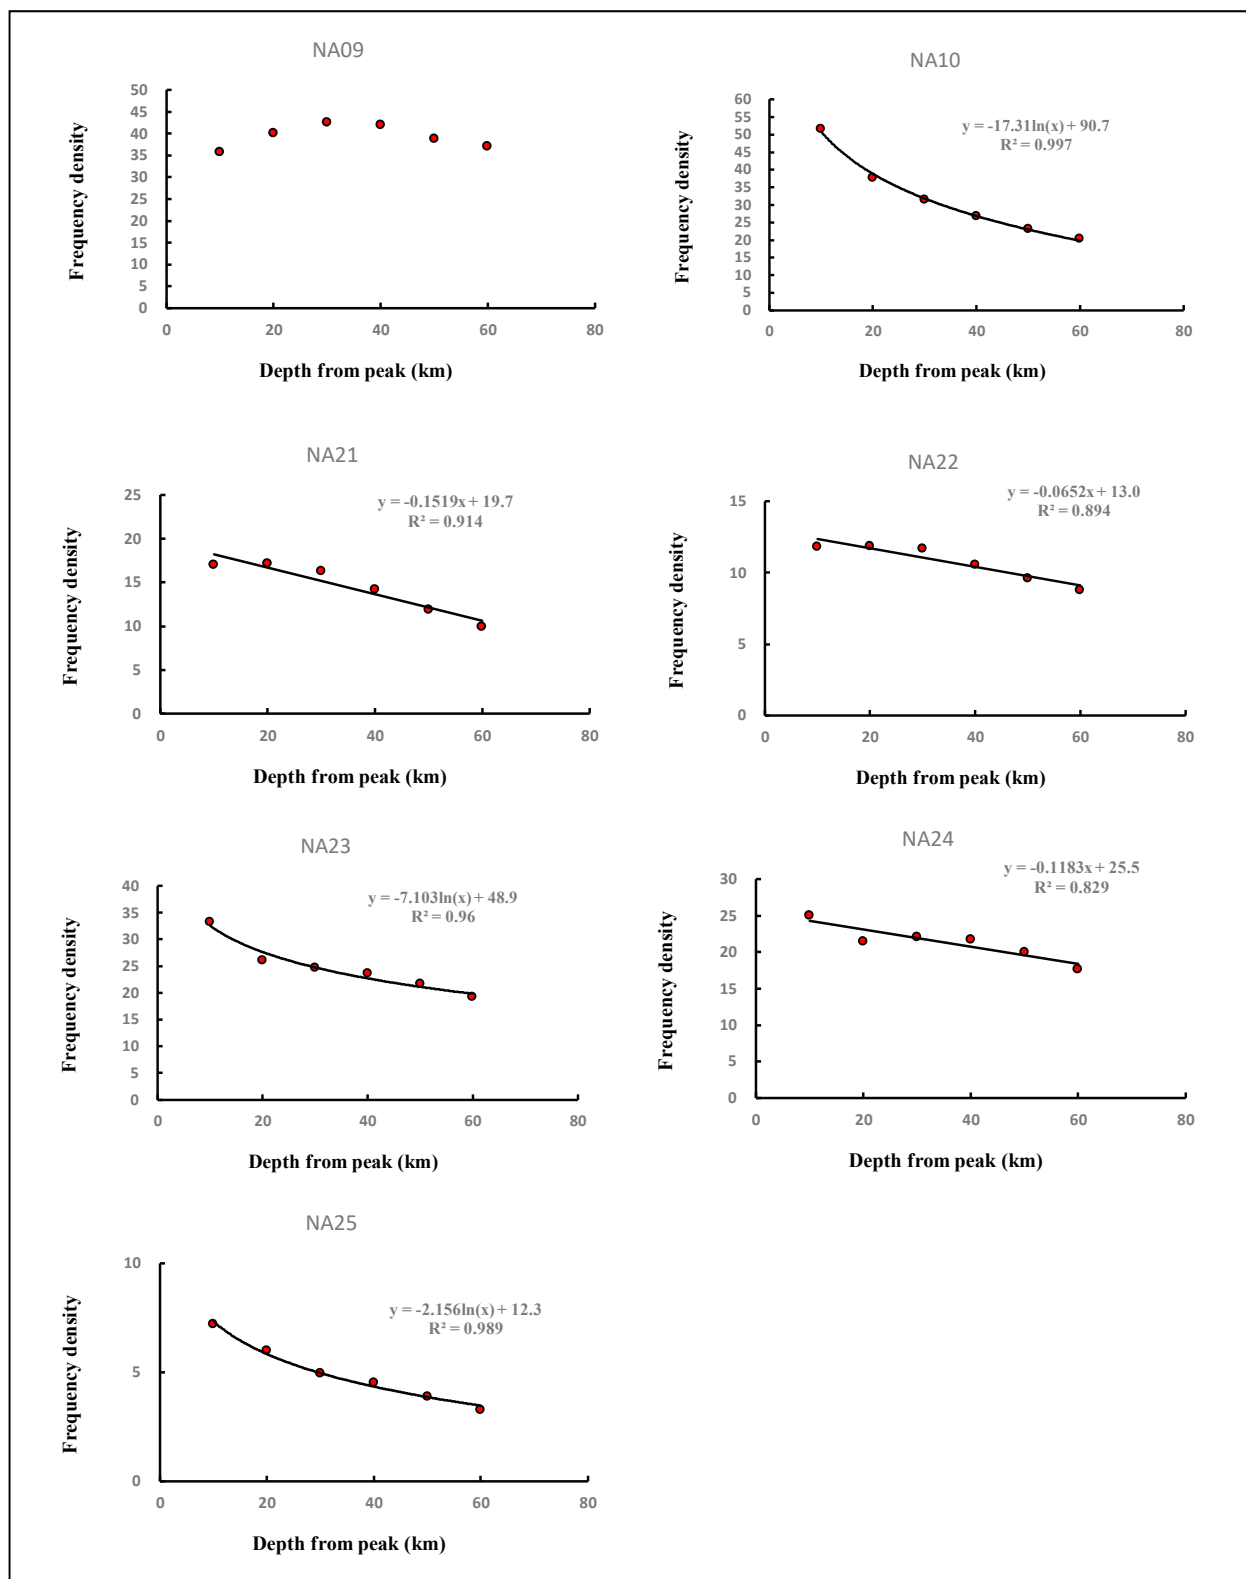 NA09
Frequency density
50
45
40
35
30
25
20
15
10
5
0
0 20 40 60 80
Depth from peak (km)
NA10
Frequency density
y = -17.31ln(x) + 90.7
R² = 0.997
60
55
50
45
40
35
30
25
20
15
10
5
0
0 20 40 60 80
Depth from peak (km)
NA21
Frequency density
y = -0.1519x + 19.7
R² = 0.914
25
20
15
10
5
0
0 20 40 60 80
Depth from peak (km)
NA22
Frequency density
y = -0.0652x + 13.0
R² = 0.894
15
10
5
0
0 20 40 60 80
Depth from peak (km)
NA23
Frequency density
y = -7.103ln(x) + 48.9
R² = 0.96
40
35
30
25
20
15
10
5
0
0 20 40 60 80
Depth from peak (km)
NA24
Frequency density
y = -0.1183x + 25.5
R² = 0.829
30
25
20
15
10
5
0
0 20 40 60 80
Depth from peak (km)
NA25
Frequency density
y = -2.156ln(x) + 12.3
R² = 0.989
10
5
0
0 20 40 60 80
Depth from peak (km)